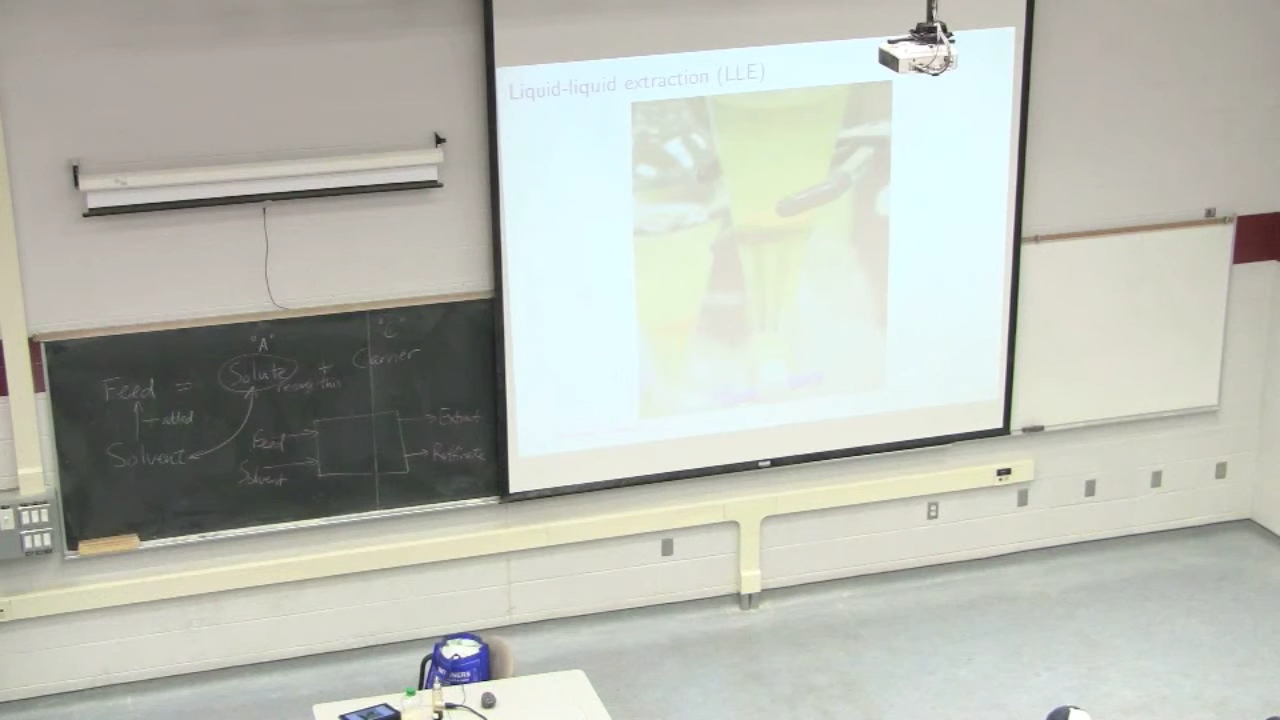 Liquid-liquid extraction (LLE)
"A"
"C"
Feed = Solute + Carrier
recover this
added
Solvent
Feed
Solvent
Extract
Raffinate